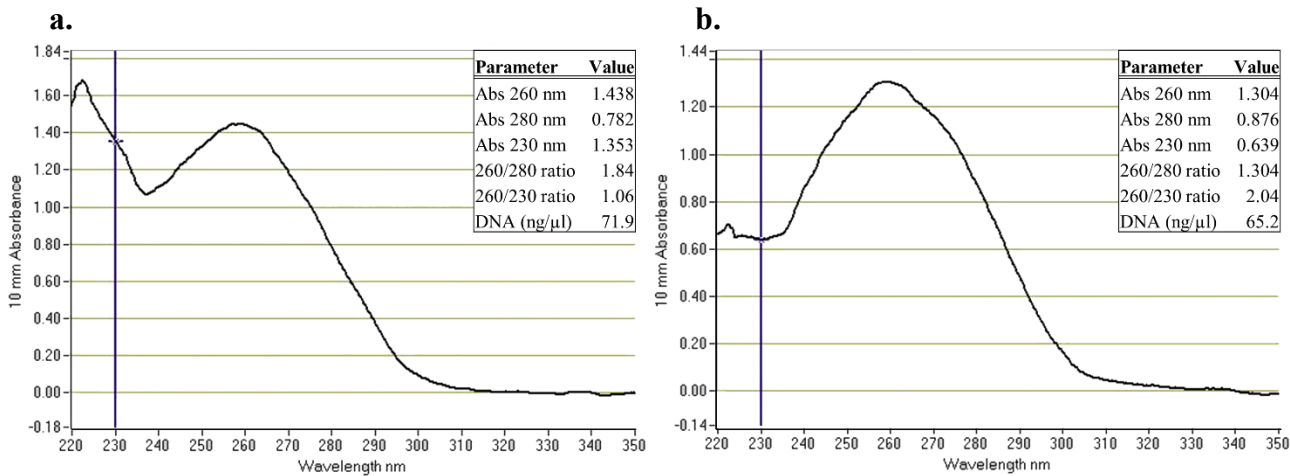 a.
1.84
1.60
1.40
1.20
1.00
0.80
0.60
0.40
0.20
0.00
-0.18
10 mm Absorbance
220 230 240 250 260 270 280 290 300 310 320 330 340 350
Wavelength nm
Parameter Value
Abs 260 nm 1.438
Abs 280 nm 0.782
Abs 230 nm 1.353
260/280 ratio 1.84
260/230 ratio 1.06
DNA (ng/µl) 71.9
b.
1.44
1.20
1.00
0.80
0.60
0.40
0.20
0.00
-0.14
10 mm Absorbance
220 230 240 250 260 270 280 290 300 310 320 330 340 350
Wavelength nm
Parameter Value
Abs 260 nm 1.304
Abs 280 nm 0.876
Abs 230 nm 0.639
260/280 ratio 1.304
260/230 ratio 2.04
DNA (ng/µl) 65.2